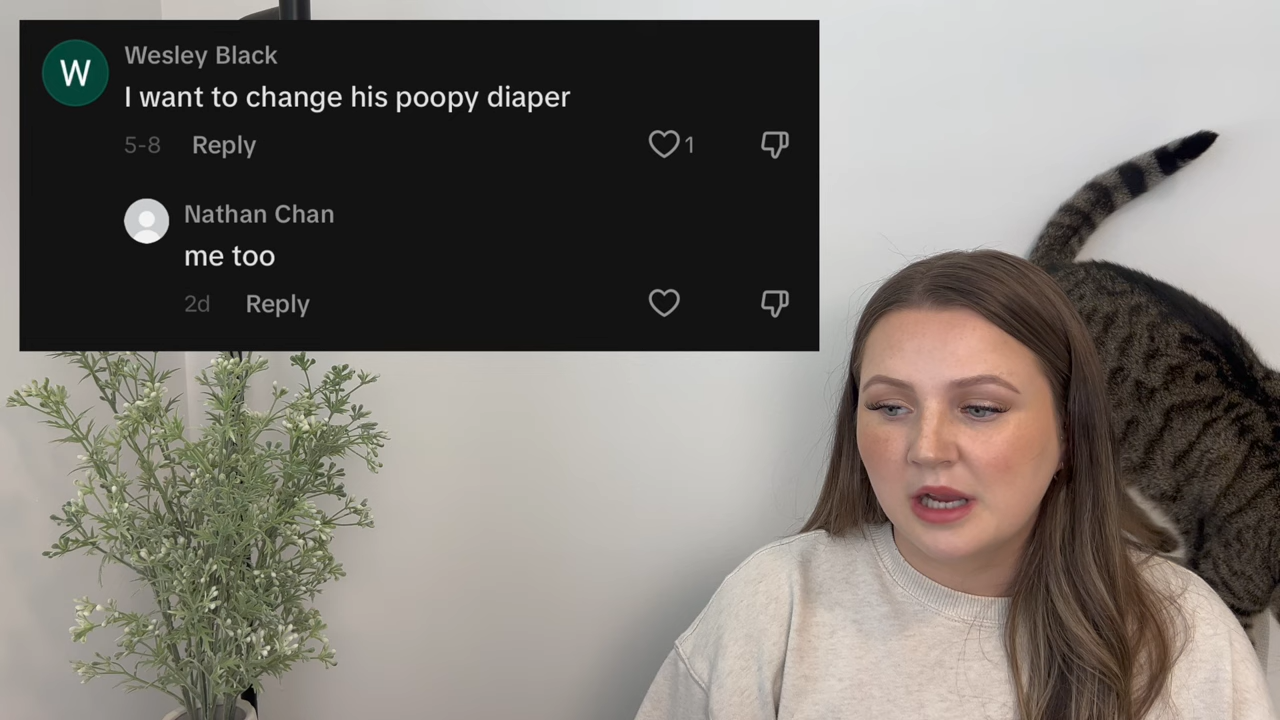 W
Wesley Black
I want to change his poopy diaper
5-8 Reply 1
Nathan Chan
me too
2d Reply